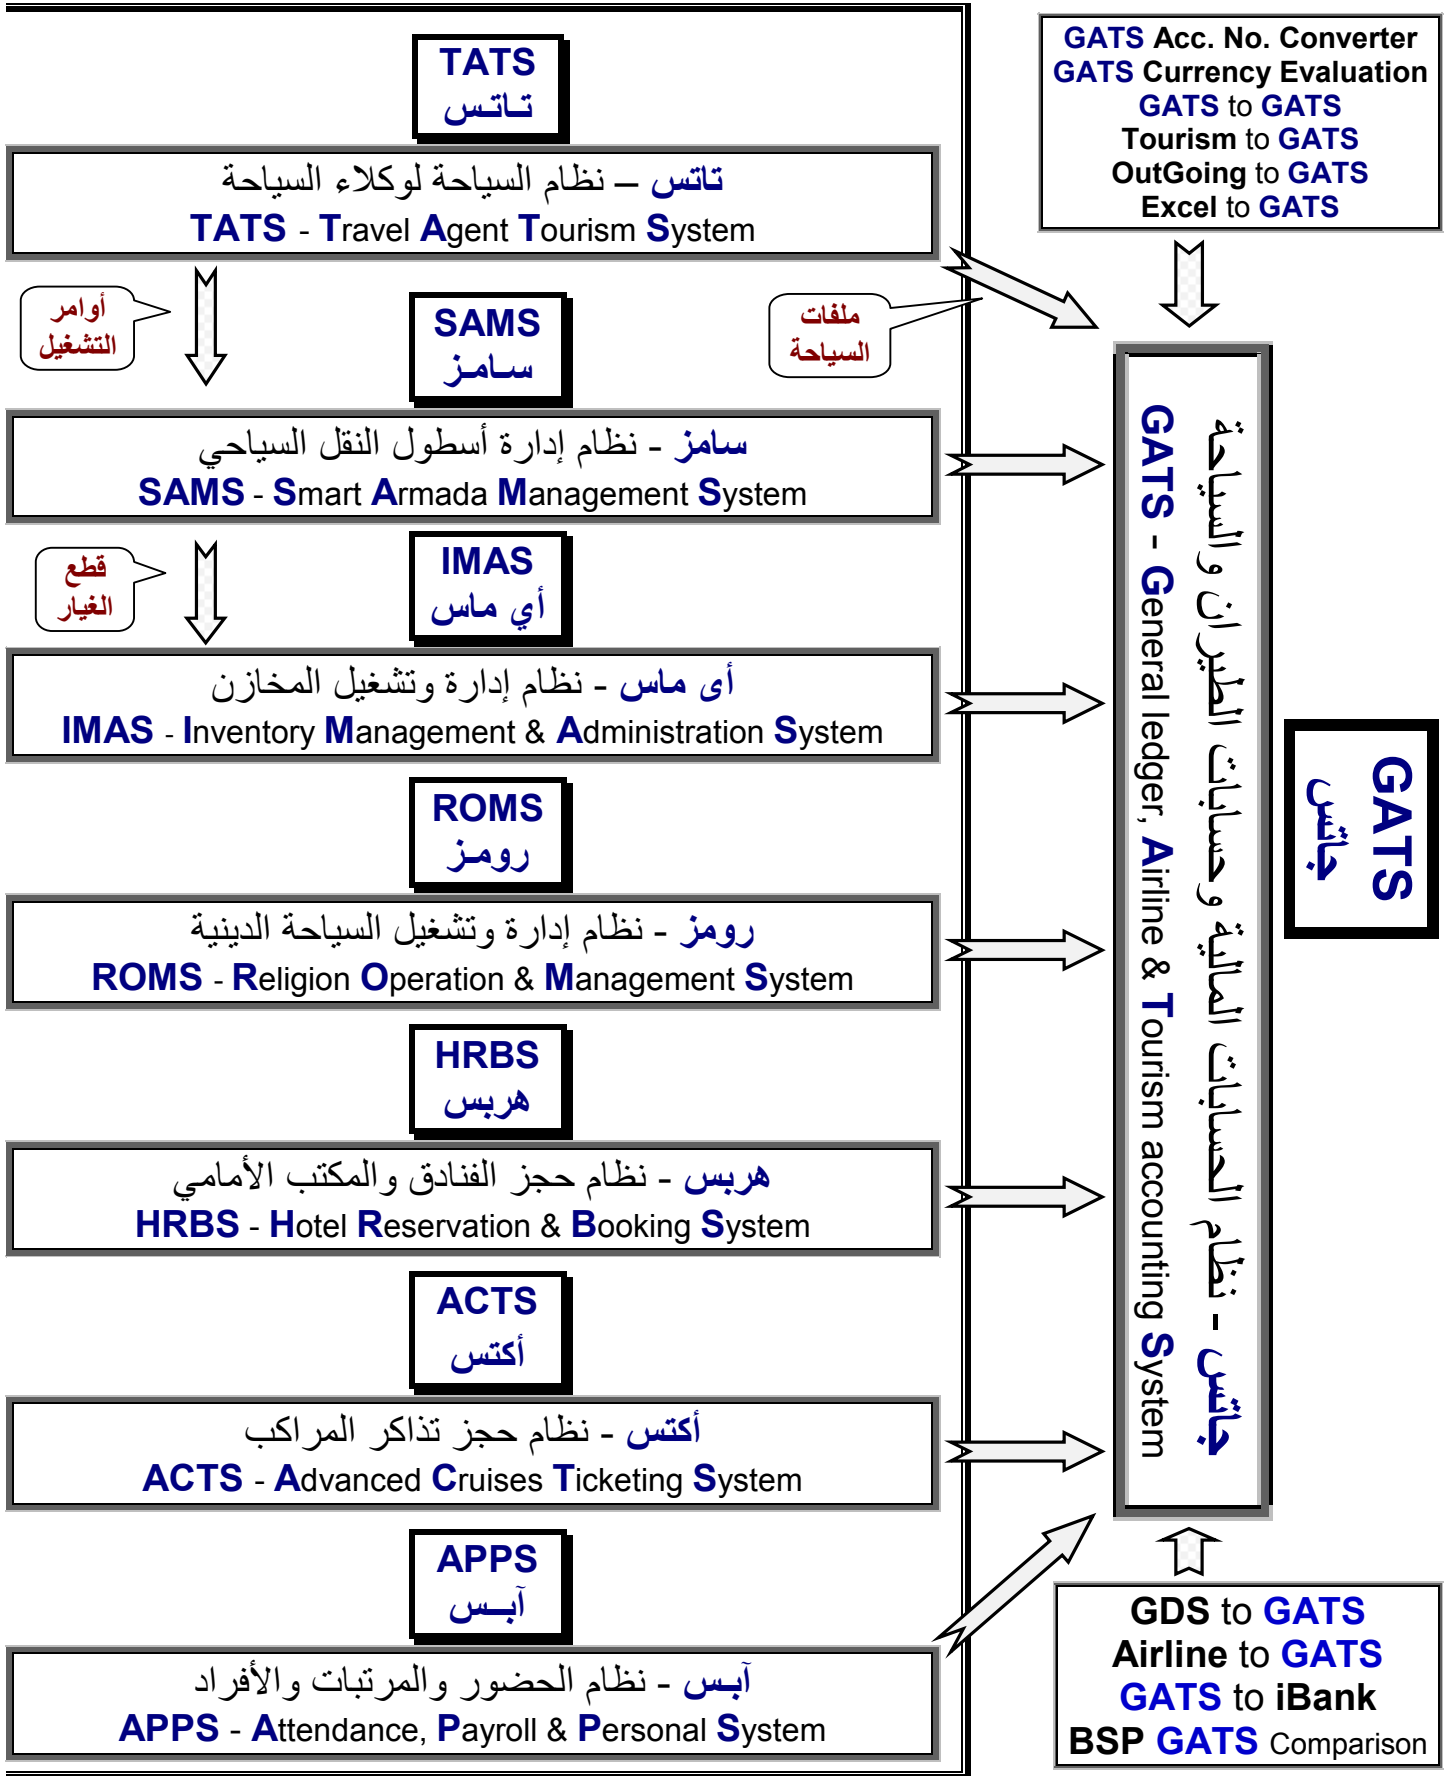 TATS
تـاتـس
تاتس – نظام السياحة لوكلاء السياحة
TATS - Travel Agent Tourism System
أوامر
التشغيل
ملفات
السياحة
SAMS
سـامـز
سامز - نظام إدارة أسطول النقل السياحي
SAMS - Smart Armada Management System
قطع
الغيار
IMAS
أي ماس
أى ماس - نظام إدارة وتشغيل المخازن
IMAS - Inventory Management & Administration System
ROMS
رومـز
رومز - نظام إدارة وتشغيل السياحة الدينية
ROMS - Religion Operation & Management System
HRBS
هربس
هربس - نظام حجز الفنادق والمكتب الأمامي
HRBS - Hotel Reservation & Booking System
ACTS
أكتس
أكتس - نظام حجز تذاكر المراكب
ACTS - Advanced Cruises Ticketing System
APPS
آبــس
آبـس - نظام الحضور والمرتبات والأفراد
APPS - Attendance, Payroll & Personal System
GATS Acc. No. Converter
GATS Currency Evaluation
GATS to GATS
Tourism to GATS
OutGoing to GATS
Excel to GATS
جاتس - نظام الحسابات المالية وحسابات الطيران والسياحة
GATS - General ledger, Airline & Tourism accounting System
GATS
جاتس
GDS to GATS
Airline to GATS
GATS to iBank
BSP GATS Comparison